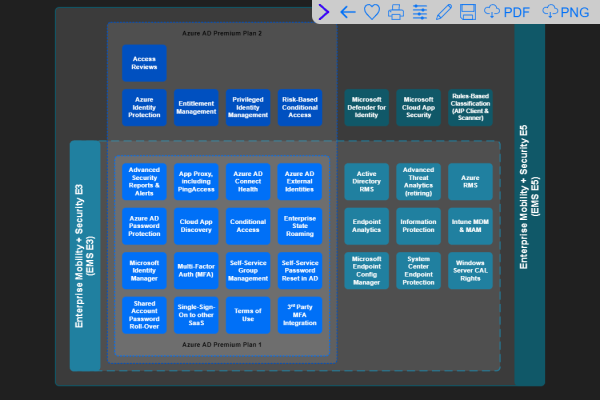 PDF
PNG
Azure AD Premium Plan 2
Access
Reviews
Azure
Identity
Protection
Entitlement
Management
Privileged
Identity
Management
Risk-Based
Conditional
Access
Microsoft
Defender for
Identity
Microsoft
Cloud App
Security
Rules-Based
Classification
(AIP Client &
Scanner)
Enterprise Mobility + Security E3
(EMS E3)
Enterprise Mobility + Security E5
(EMS E5)
Advanced
Security
Reports &
Alerts
App Proxy,
including
PingAccess
Azure AD
Connect
Health
Azure AD
External
Identities
Active
Directory
RMS
Advanced
Threat
Analytics
(retiring)
Azure
RMS
Azure AD
Password
Protection
Cloud App
Discovery
Conditional
Access
Enterprise
State
Roaming
Endpoint
Analytics
Information
Protection
Intune MDM
& MAM
Microsoft
Identity
Manager
Multi-Factor
Auth (MFA)
Self-Service
Group
Management
Self-Service
Password
Reset in AD
Microsoft
Endpoint
Config
Manager
System
Center
Endpoint
Protection
Windows
Server CAL
Rights
Shared
Account
Password
Roll-Over
Single-Sign-
On to other
SaaS
Terms of
Use
3rd Party
MFA
Integration
Azure AD Premium Plan 1